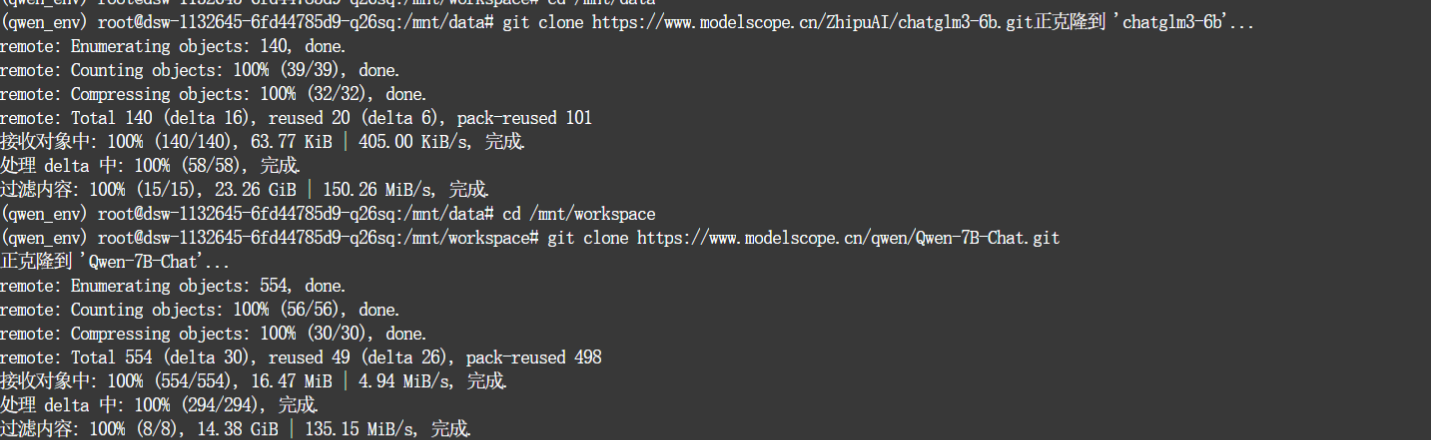 (qwen_env) root@dsw-1132645-6fd44785d9-q26sq:/mnt/workspace# cd /mnt/data
(qwen_env) root@dsw-1132645-6fd44785d9-q26sq:/mnt/data# git clone https://www.modelscope.cn/ZhipuAI/chatglm3-6b.git正克隆到 'chatglm3-6b'...
remote: Enumerating objects: 140, done.
remote: Counting objects: 100% (39/39), done.
remote: Compressing objects: 100% (32/32), done.
remote: Total 140 (delta 16), reused 20 (delta 6), pack-reused 101
接收对象中: 100% (140/140), 63.77 KiB | 405.00 KiB/s, 完成.
处理 delta 中: 100% (58/58), 完成.
过滤内容: 100% (15/15), 23.26 GiB | 150.26 MiB/s, 完成.
(qwen_env) root@dsw-1132645-6fd44785d9-q26sq:/mnt/data# cd /mnt/workspace
(qwen_env) root@dsw-1132645-6fd44785d9-q26sq:/mnt/workspace# git clone https://www.modelscope.cn/qwen/Qwen-7B-Chat.git
正克隆到 'Qwen-7B-Chat'...
remote: Enumerating objects: 554, done.
remote: Counting objects: 100% (56/56), done.
remote: Compressing objects: 100% (30/30), done.
remote: Total 554 (delta 30), reused 49 (delta 26), pack-reused 498
接收对象中: 100% (554/554), 16.47 MiB | 4.94 MiB/s, 完成.
处理 delta 中: 100% (294/294), 完成.
过滤内容: 100% (8/8), 14.38 GiB | 135.15 MiB/s, 完成.